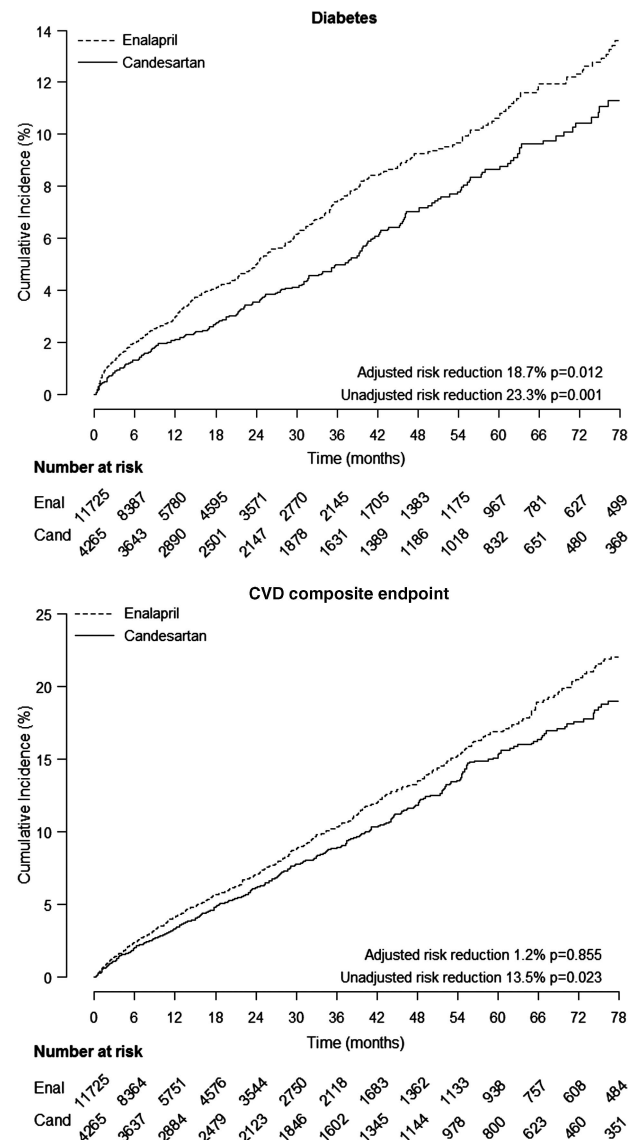 Diabetes
14
Enalapril
Candesartan
12
10
8
6
4
2
0
Cumulative Incidence (%)
Adjusted risk reduction 18.7% p=0.012
Unadjusted risk reduction 23.3% p=0.001
0 6 12 18 24 30 36 42 48 54 60 66 72 78
Time (months)
Number at risk
Enal 11725 8387 5780 4595 3571 2770 2145 1705 1383 1175 967 781 627 499
Cand 4265 3643 2890 2501 2147 1878 1631 1389 1186 1018 832 651 480 368
CVD composite endpoint
25
Enalapril
Candesartan
20
15
10
5
0
Cumulative Incidence (%)
Adjusted risk reduction 1.2% p=0.855
Unadjusted risk reduction 13.5% p=0.023
0 6 12 18 24 30 36 42 48 54 60 66 72 78
Time (months)
Number at risk
Enal 11725 8364 5751 4576 3544 2750 2118 1683 1362 1133 938 757 608 484
Cand 4265 3637 2884 2479 2123 1846 1602 1345 1144 978 800 623 460 351